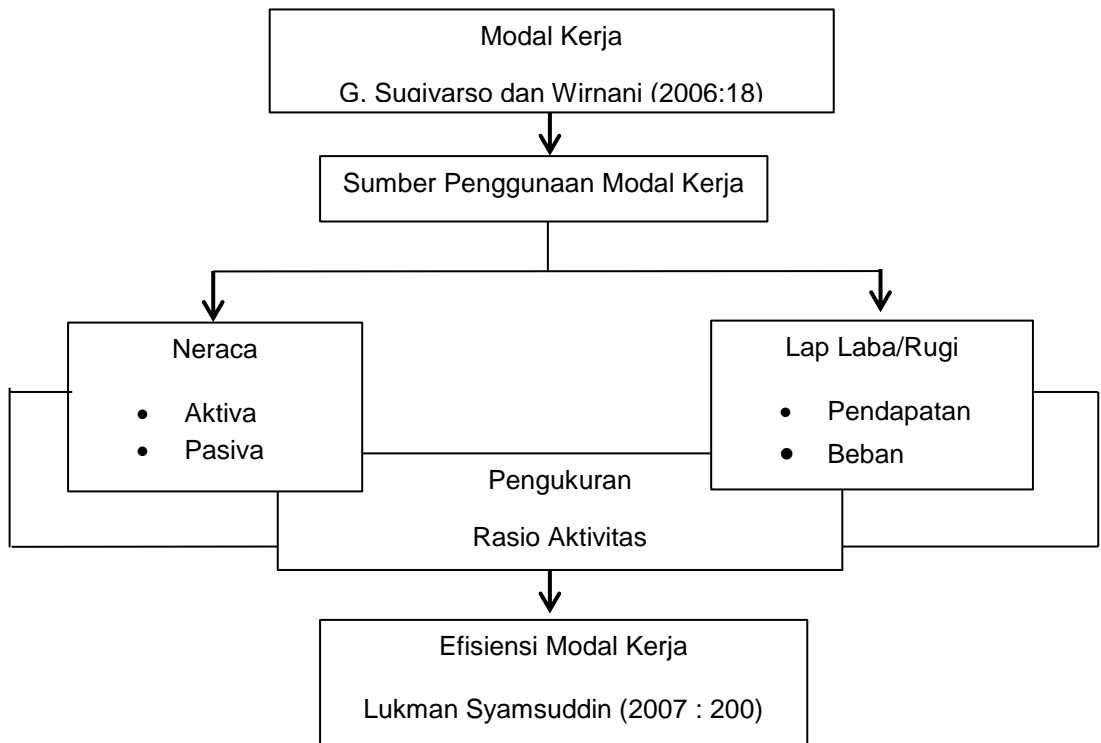 Modal Kerja
G. Sugiyarso dan Wirnani (2006:18)
Sumber Penggunaan Modal Kerja
Neraca
• Aktiva
• Pasiva
Lap Laba/Rugi
• Pendapatan
• Beban
Pengukuran
Rasio Aktivitas
Efisiensi Modal Kerja
Lukman Syamsuddin (2007 : 200)